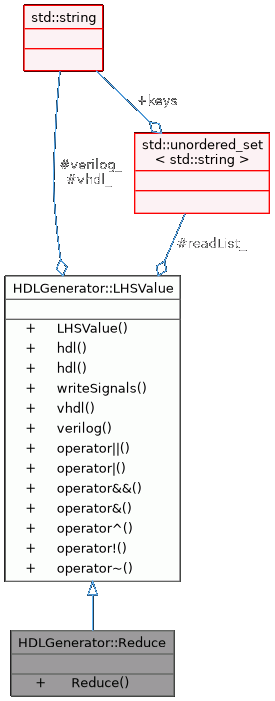 std::string
+keys
std::unordered_set
< std::string >
#verilog_
#vhdl_
#readList_
HDLGenerator::LHSValue
+ LHSValue()
+ hdl()
+ hdl()
+ writeSignals()
+ vhdl()
+ verilog()
+ operator||()
+ operator|()
+ operator&&()
+ operator&()
+ operator^()
+ operator!()
+ operator~()
HDLGenerator::Reduce
+ Reduce()